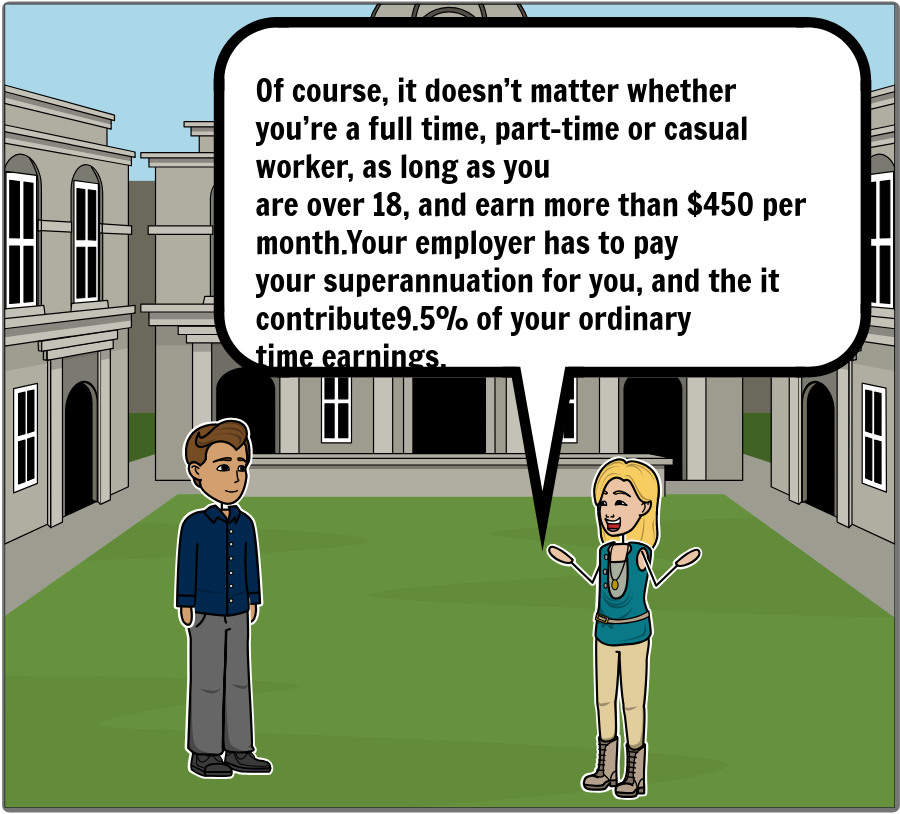 Of course, it doesn’t matter whether
you’re a full time, part-time or casual
worker, as long as you
are over 18, and earn more than $450 per
month.Your employer has to pay
your superannuation for you, and the it
contribute9.5% of your ordinary
time earnings.